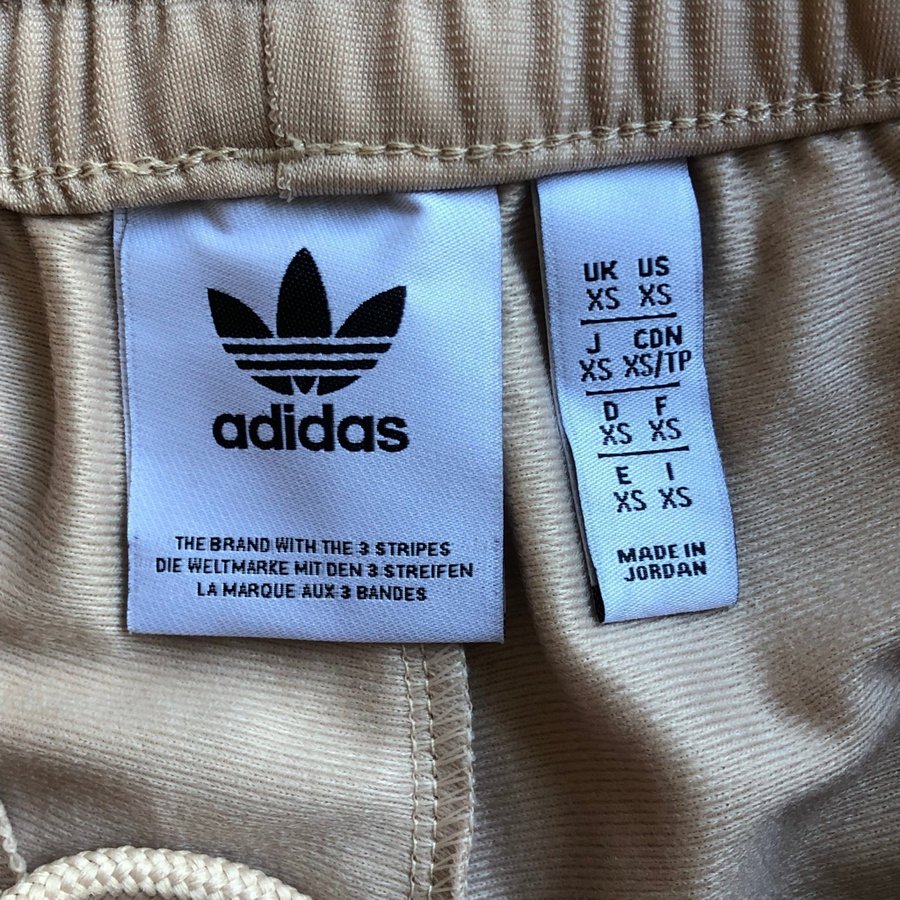 adidas
THE BRAND WITH THE 3 STRIPES
DIE WELTMARKE MIT DEN 3 STREIFEN
LA MARQUE AUX 3 BANDES
UK US
XS XS
J CDN
XS XS/TP
D F
XS XS
E I
XS XS
MADE IN
JORDAN